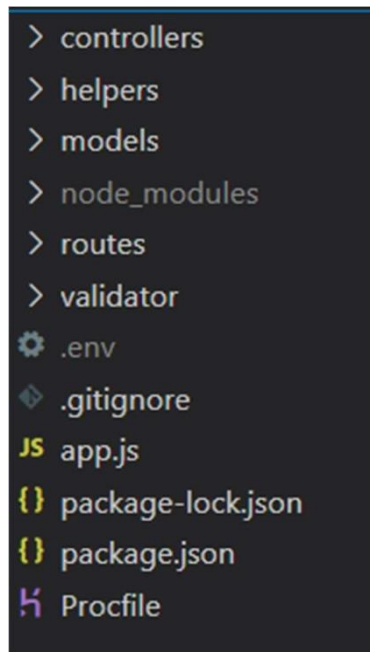 controllers
helpers
models
node_modules
routes
validator
.env
.gitignore
JS app.js
{} package-lock.json
{} package.json
Procfile